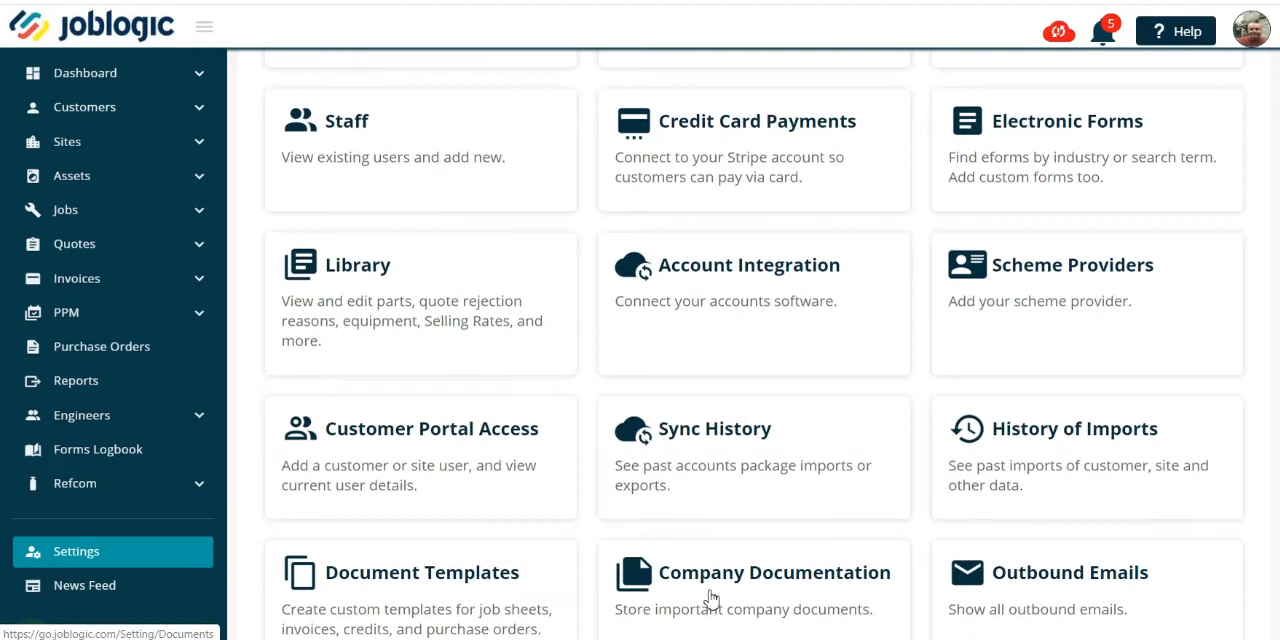 joblogic
5
? Help
Dashboard
Customers
Sites
Assets
Jobs
Quotes
Invoices
PPM
Purchase Orders
Reports
Engineers
Forms Logbook
Refcom
Settings
News Feed
Staff
View existing users and add new.
Credit Card Payments
Connect to your Stripe account so
customers can pay via card.
Electronic Forms
Find eforms by industry or search term.
Add custom forms too.
Library
View and edit parts, quote rejection
reasons, equipment, Selling Rates, and
more.
Account Integration
Connect your accounts software.
Scheme Providers
Add your scheme provider.
Customer Portal Access
Add a customer or site user, and view
current user details.
Sync History
See past accounts package imports or
exports.
History of Imports
See past imports of customer, site and
other data.
Document Templates
Create custom templates for job sheets,
invoices, credits, and purchase orders.
Company Documentation
Store important company documents.
Outbound Emails
Show all outbound emails.
https://go.joblogic.com/Setting/Documents